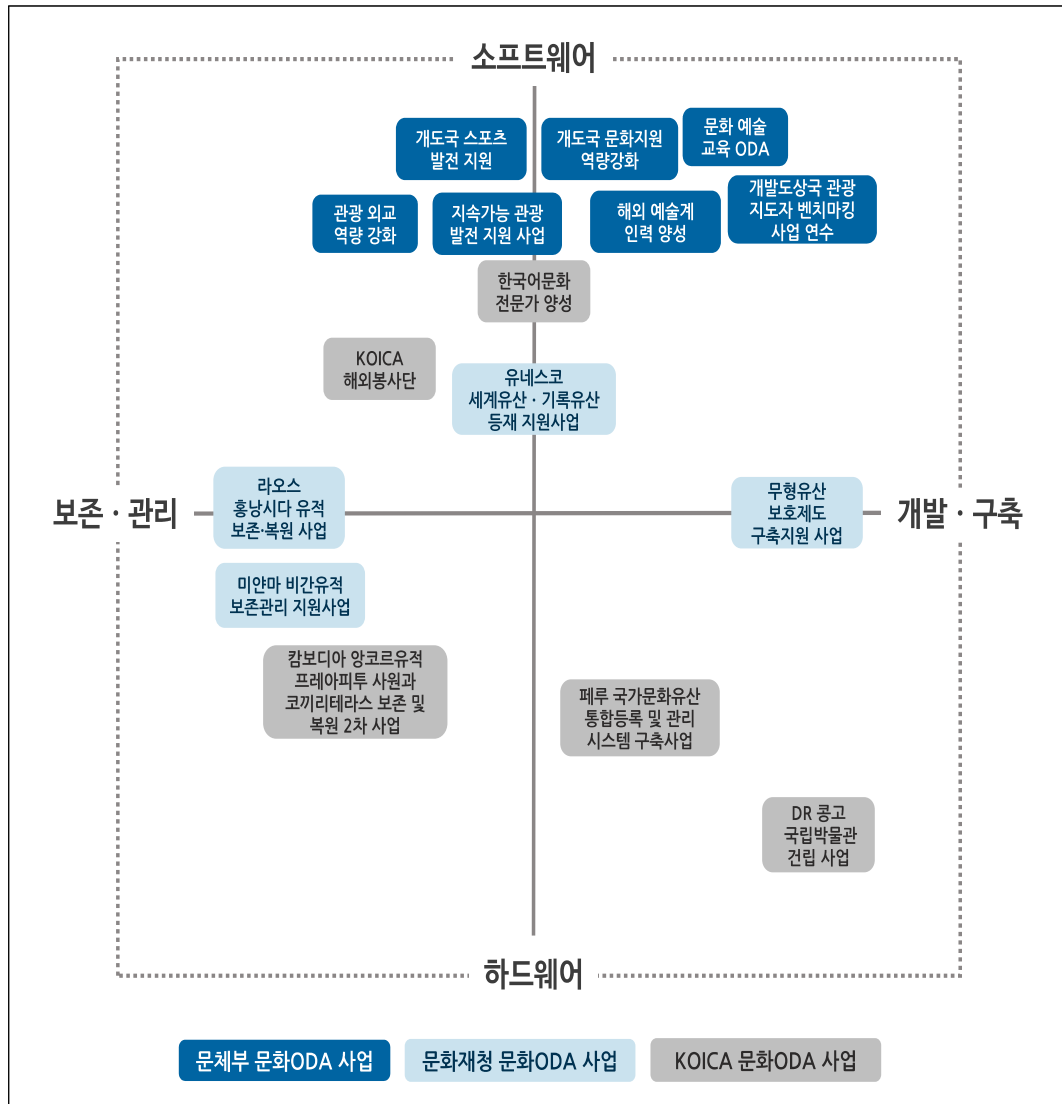 소프트웨어
개도국 스포츠
발전 지원
개도국 문화지원
역량강화
문화 예술
교육 ODA
관광 외교
역량 강화
지속가능 관광
발전 지원 사업
해외 예술계
인력 양성
개발도상국 관광
지도자 벤치마킹
사업 연수
한국어문화
전문가 양성
KOICA
해외봉사단
유네스코
세계유산 · 기록유산
등재 지원사업
보존 · 관리
라오스
홍낭시다 유적
보존·복원 사업
무형유산
보호제도
구축지원 사업
개발 · 구축
미얀마 비간유적
보존관리 지원사업
캄보디아 앙코르유적
프레아피투 사원과
코끼리테라스 보존 및
복원 2차 사업
페루 국가문화유산
통합등록 및 관리
시스템 구축사업
DR 콩고
국립박물관
건립 사업
하드웨어
문체부 문화ODA 사업
문화재청 문화ODA 사업
KOICA 문화ODA 사업